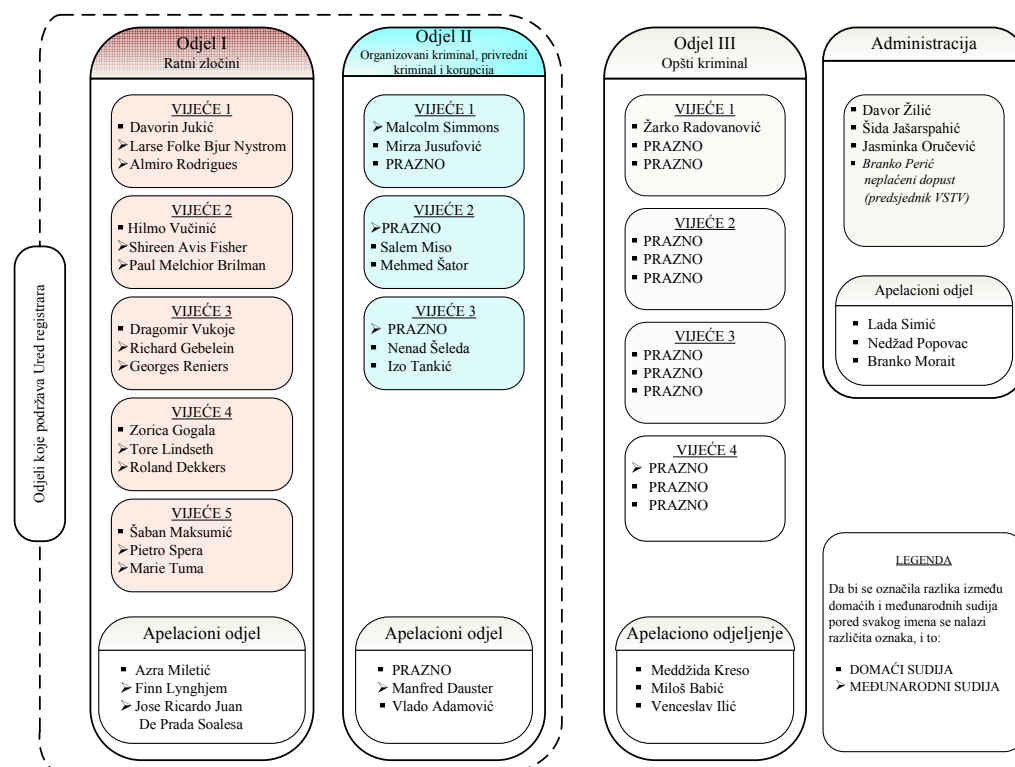 Odjeli koje podržava Ured registrara
Odjel I
Ratni zločini
VIJEĆE 1
▪ Davorin Jukić
➢ Larse Folke Bjur Nystrom
➢ Almiro Rodrigues
VIJEĆE 2
▪ Hilmo Vučinić
➢ Shireen Avis Fisher
➢ Paul Melchior Brilman
VIJEĆE 3
▪ Dragomir Vukoje
➢ Richard Gebelein
➢ Georges Reniers
VIJEĆE 4
▪ Zorica Gogala
➢ Tore Lindseth
➢ Roland Dekkers
VIJEĆE 5
▪ Šaban Maksumić
➢ Pietro Spera
➢ Marie Tuma
Apelacioni odjel
▪ Azra Miletić
➢ Finn Lynghjem
➢ Jose Ricardo Juan
De Prada Soalesa
Odjel II
Organizovani kriminal, privredni
kriminal i korupcija
VIJEĆE 1
➢ Malcolm Simmons
▪ Mirza Jusufović
▪ PRAZNO
VIJEĆE 2
➢ PRAZNO
▪ Salem Miso
▪ Mehmed Šator
VIJEĆE 3
➢ PRAZNO
▪ Nenad Šeleda
▪ Izo Tankić
Apelacioni odjel
▪ PRAZNO
➢ Manfred Dauster
▪ Vlado Adamović
Odjel III
Opšti kriminal
VIJEĆE 1
▪ Žarko Radovanović
▪ PRAZNO
▪ PRAZNO
VIJEĆE 2
▪ PRAZNO
▪ PRAZNO
▪ PRAZNO
VIJEĆE 3
▪ PRAZNO
▪ PRAZNO
▪ PRAZNO
VIJEĆE 4
➢ PRAZNO
▪ PRAZNO
▪ PRAZNO
Apelaciono odjeljenje
▪ Meddžida Kreso
▪ Miloš Babić
▪ Venceslav Ilić
Administracija
▪ Davor Žilić
▪ Šida Jašarspahić
▪ Jasminka Oručević
▪ Branko Perić
neplaćeni dopust
(predsjednik VSTV)
Apelacioni odjel
▪ Lada Simić
▪ Nedžad Popovac
▪ Branko Morait
LEGENDA
Da bi se označila razlika između
domaćih i međunarodnih sudija
pored svakog imena se nalazi
različita oznaka, i to:
▪ DOMAĆI SUDIJA
➢ MEĐUNARODNI SUDIJA